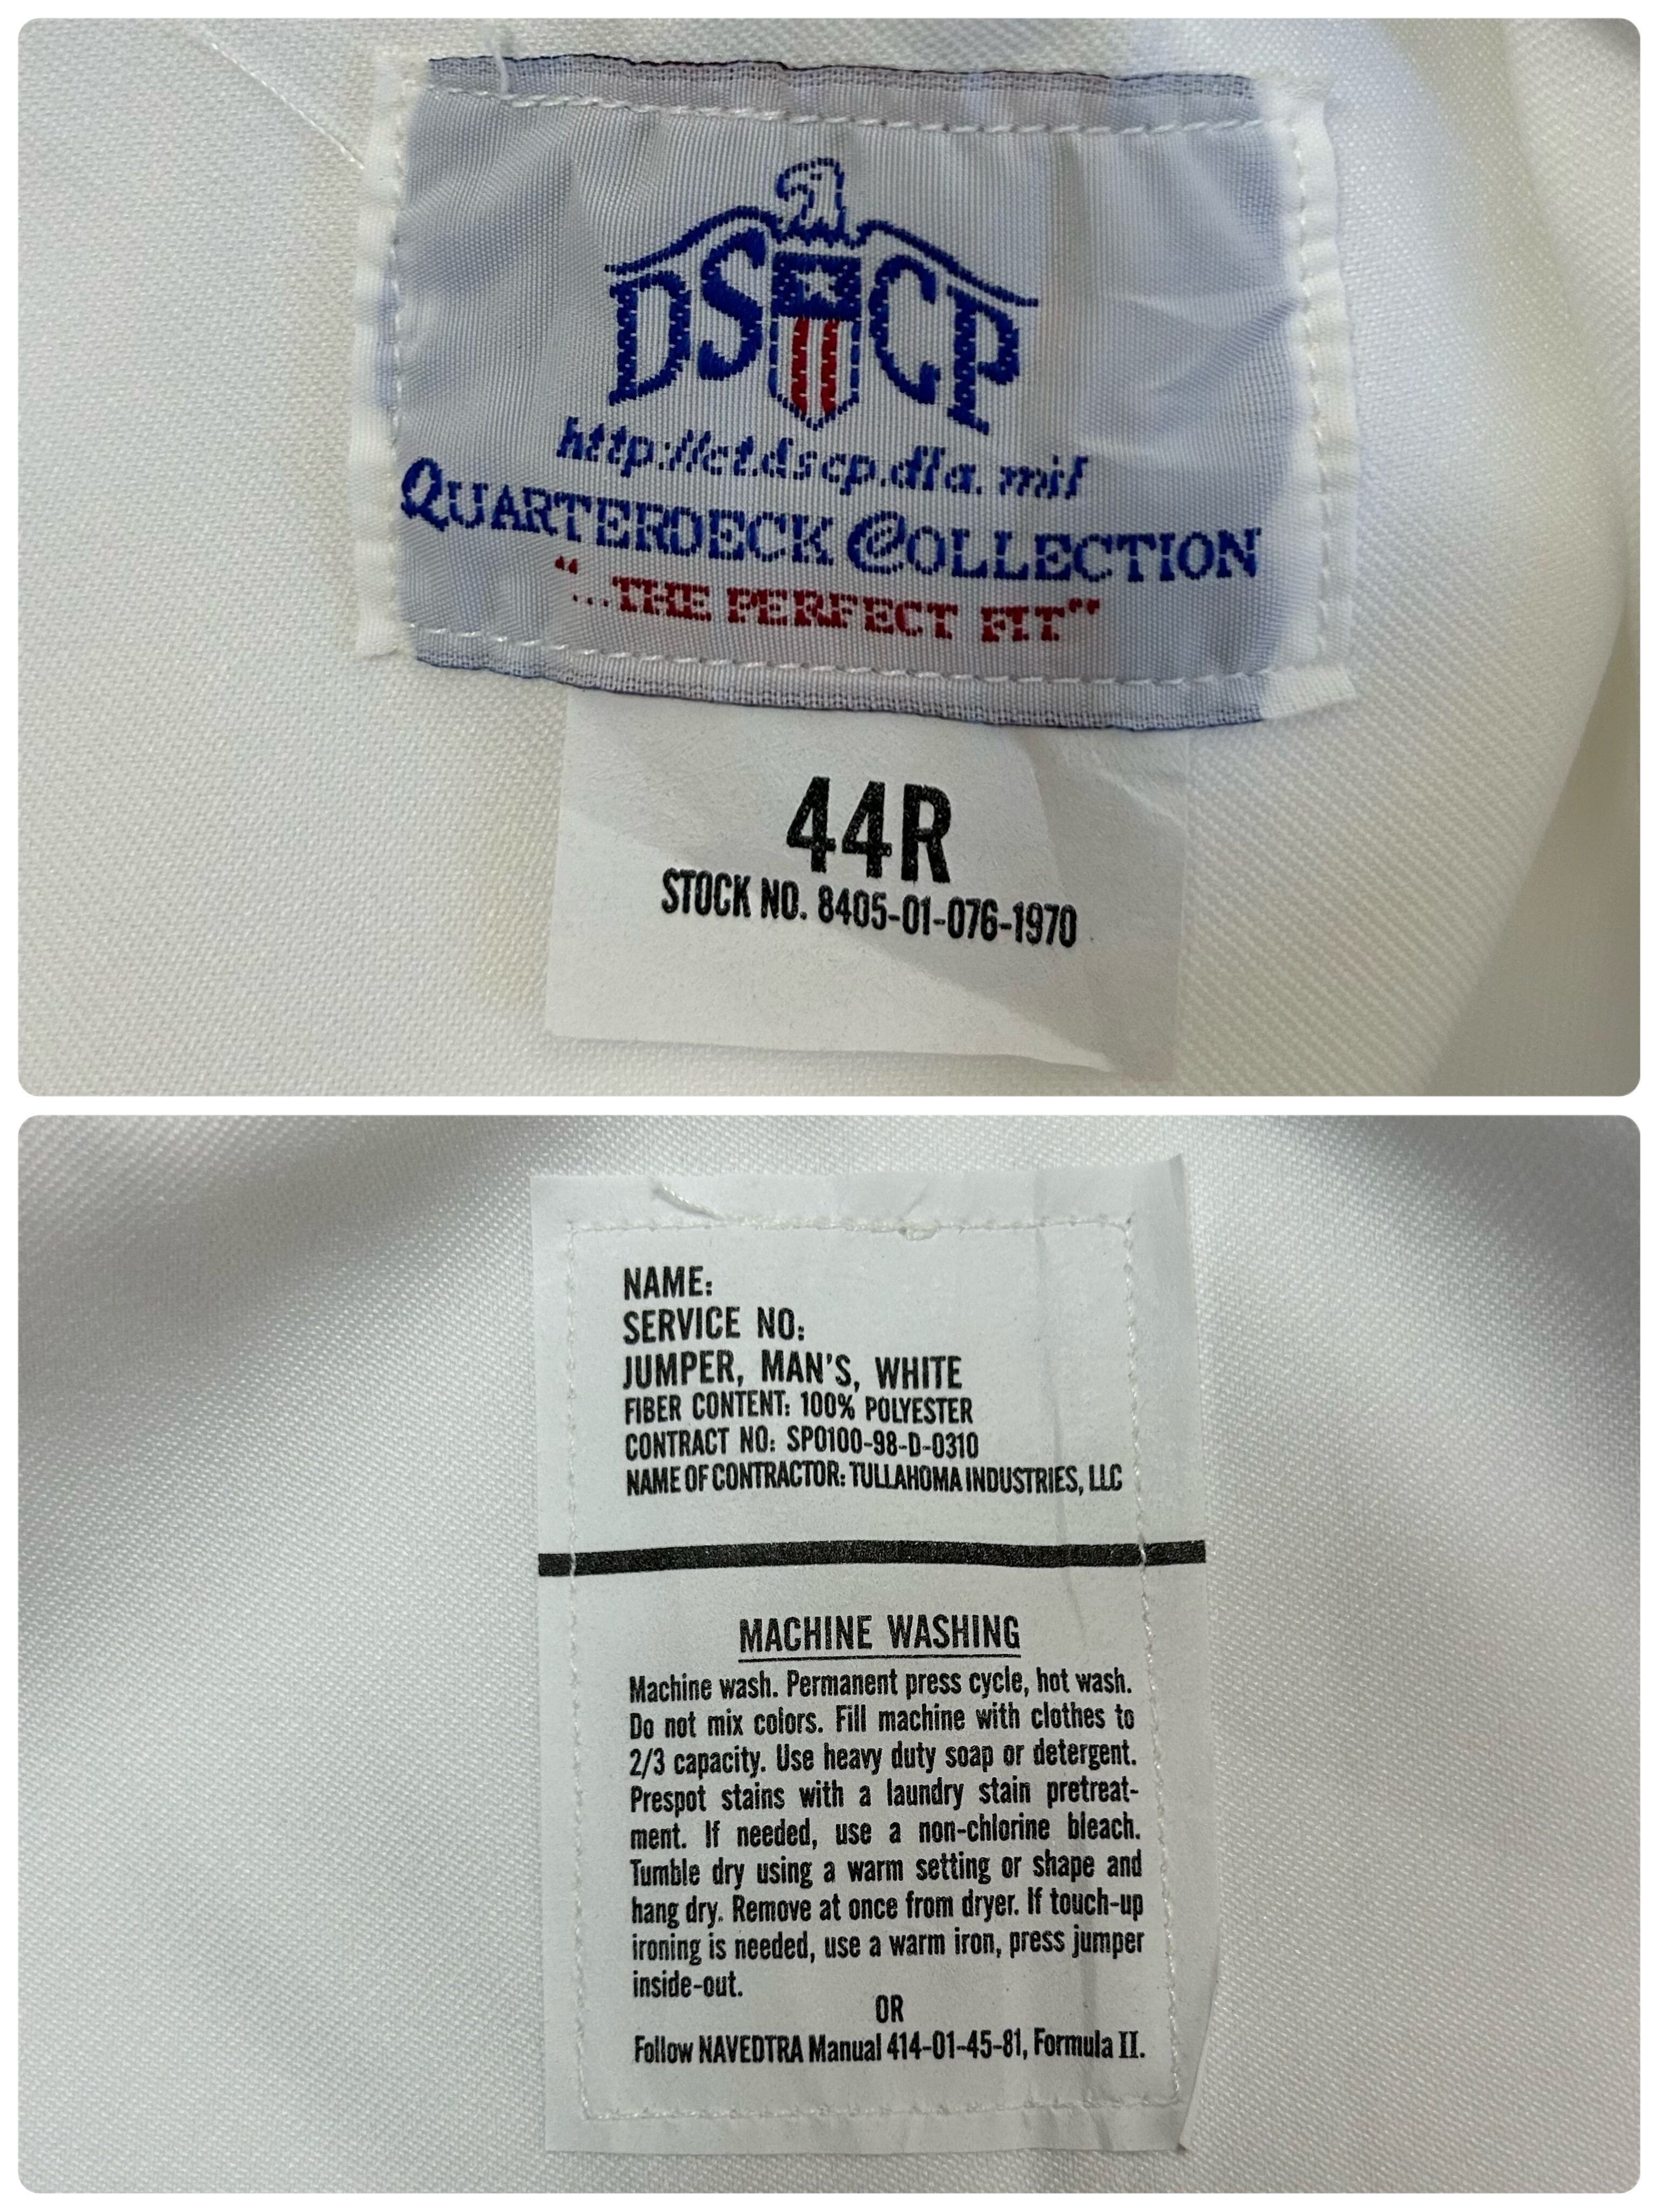 DSCP
http://ct.dscp.dla.mil
QUARTERDECK COLLECTION
"...THE PERFECT FIT"
44R
STOCK NO. 8405-01-076-1970
NAME:
SERVICE NO:
JUMPER, MAN'S, WHITE
FIBER CONTENT: 100% POLYESTER
CONTRACT NO: SPO100-98-D-0310
NAME OF CONTRACTOR: TULLAHOMA INDUSTRIES, LLC
MACHINE WASHING
Machine wash. Permanent press cycle, hot wash.
Do not mix colors. Fill machine with clothes to
2/3 capacity. Use heavy duty soap or detergent.
Prespot stains with a laundry stain pretreat-
ment. If needed, use a non-chlorine bleach.
Tumble dry using a warm setting or shape and
hang dry. Remove at once from dryer. If touch-up
ironing is needed, use a warm iron, press jumper
inside-out.
OR
Follow NAVEDTRA Manual 414-01-45-81, Formula II.